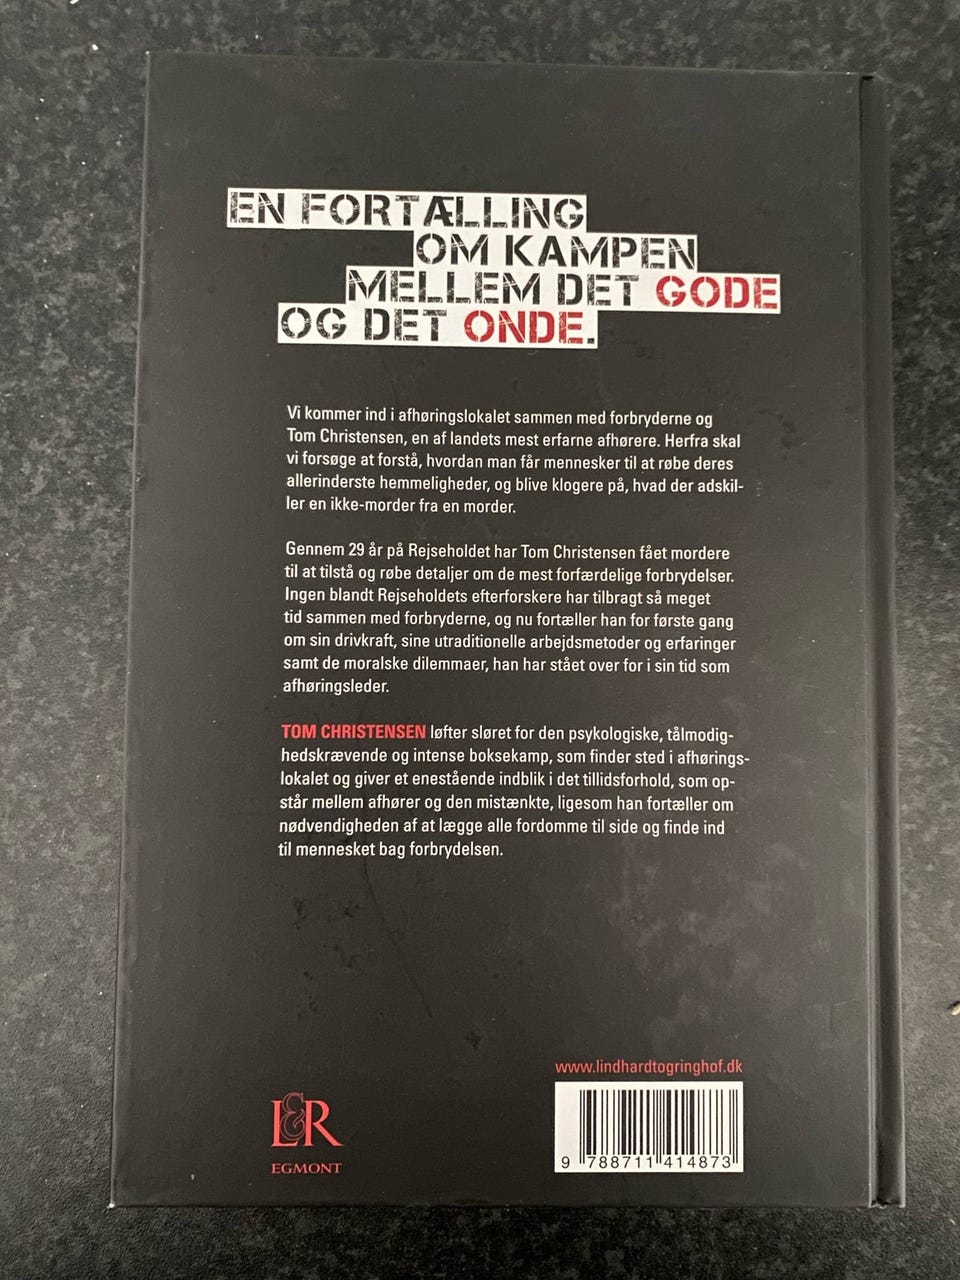 EN FORTÆLLING
OM KAMPEN
MELLEM DET GODE
OG DET ONDE.
Vi kommer ind i afhøringslokalet sammen med forbryderne og
Tom Christensen, en af landets mest erfarne afhørere. Herfra skal
vi forsøge at forstå, hvordan man får mennesker til at røbe deres
allerinderste hemmeligheder, og blive klogere på, hvad der adskil-
ler en ikke-morder fra en morder.
Gennem 29 år på Rejseholdet har Tom Christensen fået mordere
til at tilstå og røbe detaljer om de mest forfærdelige forbrydelser.
Ingen blandt Rejseholdets efterforskere har tilbragt så meget
tid sammen med forbryderne, og nu fortæller han for første gang
om sin drivkraft, sine utraditionelle arbejdsmetoder og erfaringer
samt de moralske dilemmaer, han har stået over for i sin tid som
afhøringsleder.
TOM CHRISTENSEN løfter sløret for den psykologiske, tålmodig-
hedskrævende og intense boksekamp, som finder sted i afhørings-
lokalet og giver et enestående indblik i det tillidsforhold, som op-
står mellem afhører og den mistænkte, ligesom han fortæller om
nødvendigheden af at lægge alle fordomme til side og finde ind
til mennesket bag forbrydelsen.
www.lindhardtogringhof.dk
L&R
EGMONT
9 788711 414873